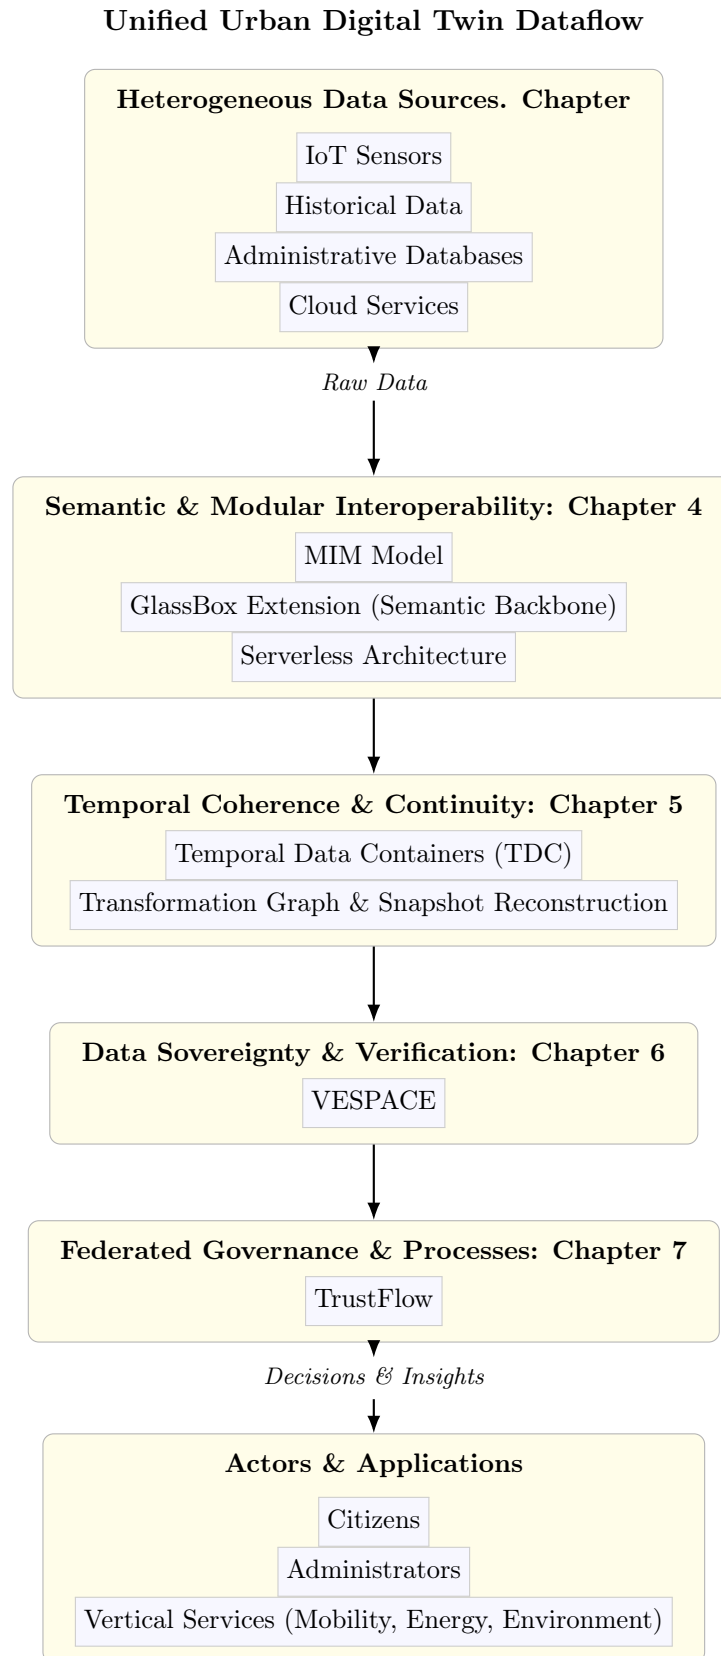 Unified Urban Digital Twin Dataflow
Heterogeneous Data Sources. Chapter
IoT Sensors
Historical Data
Administrative Databases
Cloud Services
Raw Data
Semantic & Modular Interoperability: Chapter 4
MIM Model
GlassBox Extension (Semantic Backbone)
Serverless Architecture
Temporal Coherence & Continuity: Chapter 5
Temporal Data Containers (TDC)
Transformation Graph & Snapshot Reconstruction
Data Sovereignty & Verification: Chapter 6
VESPACE
Federated Governance & Processes: Chapter 7
TrustFlow
Decisions & Insights
Actors & Applications
Citizens
Administrators
Vertical Services (Mobility, Energy, Environment)